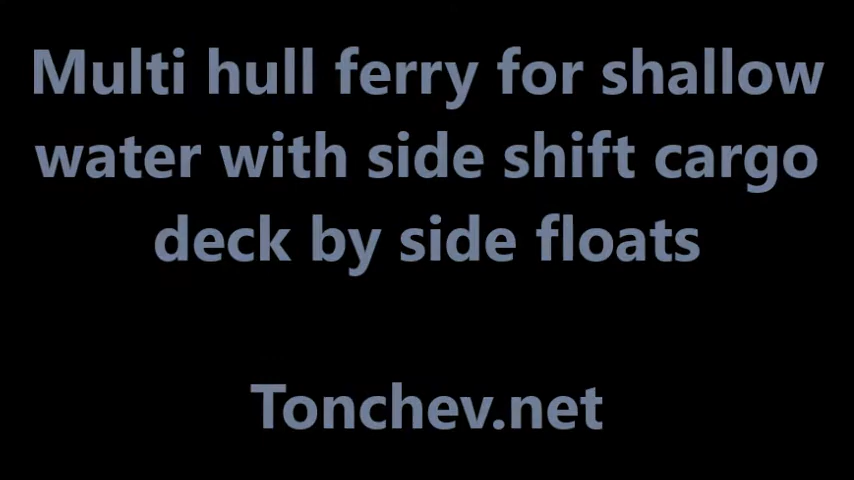 Multi hull ferry for shallow
water with side shift cargo
deck by side floats
Tonchev.net